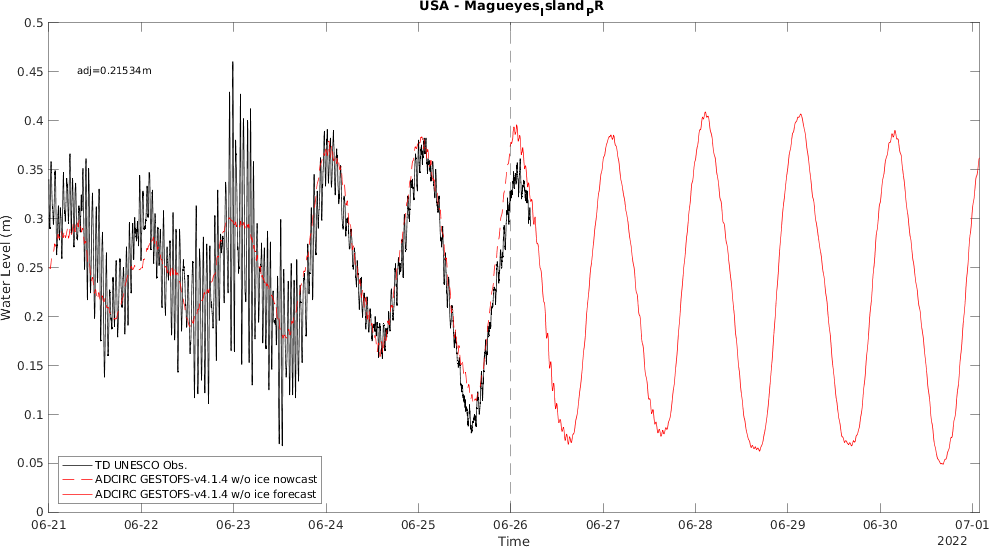 USA - Magueyes_Island_PR
0.5
0.45
0.4
0.35
0.3
0.25
0.2
0.15
0.1
0.05
0
Water Level (m)
adj=0.21534m
TD UNESCO Obs.
ADCIRC GESTOFS-v4.1.4 w/o ice nowcast
ADCIRC GESTOFS-v4.1.4 w/o ice forecast
06-21 06-22 06-23 06-24 06-25 06-26 06-27 06-28 06-29 06-30 07-01
Time
2022